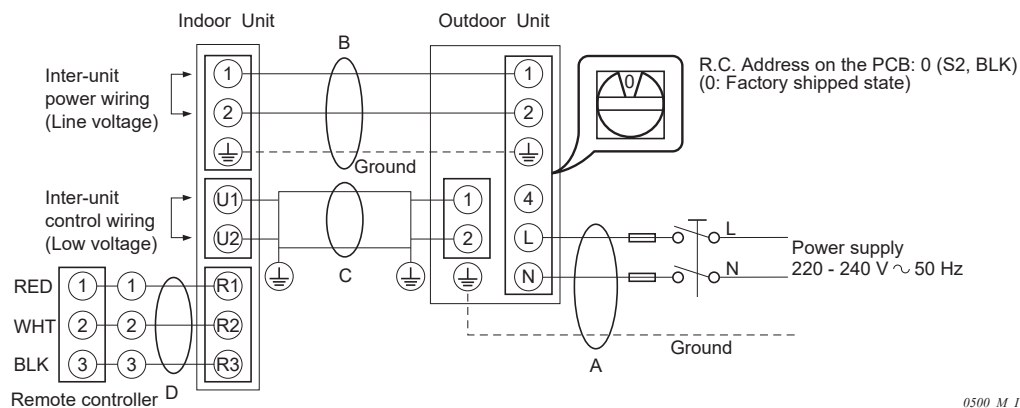 Indoor Unit
Outdoor Unit
B
R.C. Address on the PCB: 0 (S2, BLK)
(0: Factory shipped state)
0
Inter-unit
power wiring
(Line voltage)
1
1
2
2
Ground
Inter-unit
control wiring
(Low voltage)
U1
1
4
U2
2
L
L
C
Power supply
220 - 240 V ~ 50 Hz
N
N
RED
1
1
R1
WHT
2
2
R2
BLK
3
3
R3
Ground
A
Remote controller
D
0500_M_I